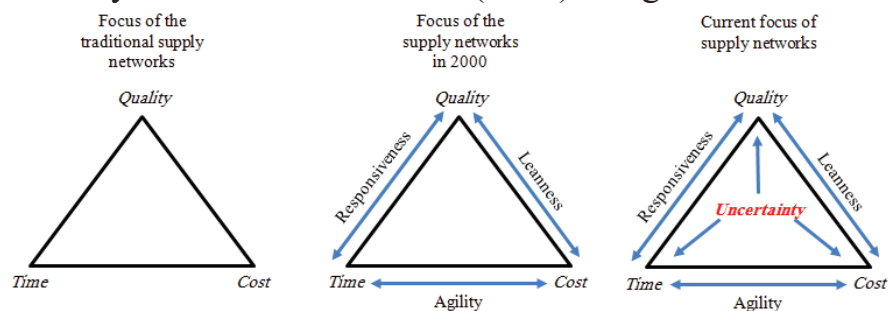 Focus of the
traditional supply
networks
Quality
Time
Cost
Focus of the
supply networks
in 2000
Quality
Responsiveness
Leanness
Time
Cost
Agility
Current focus of
supply networks
Quality
Responsiveness
Leanness
Uncertainty
Time
Cost
Agility